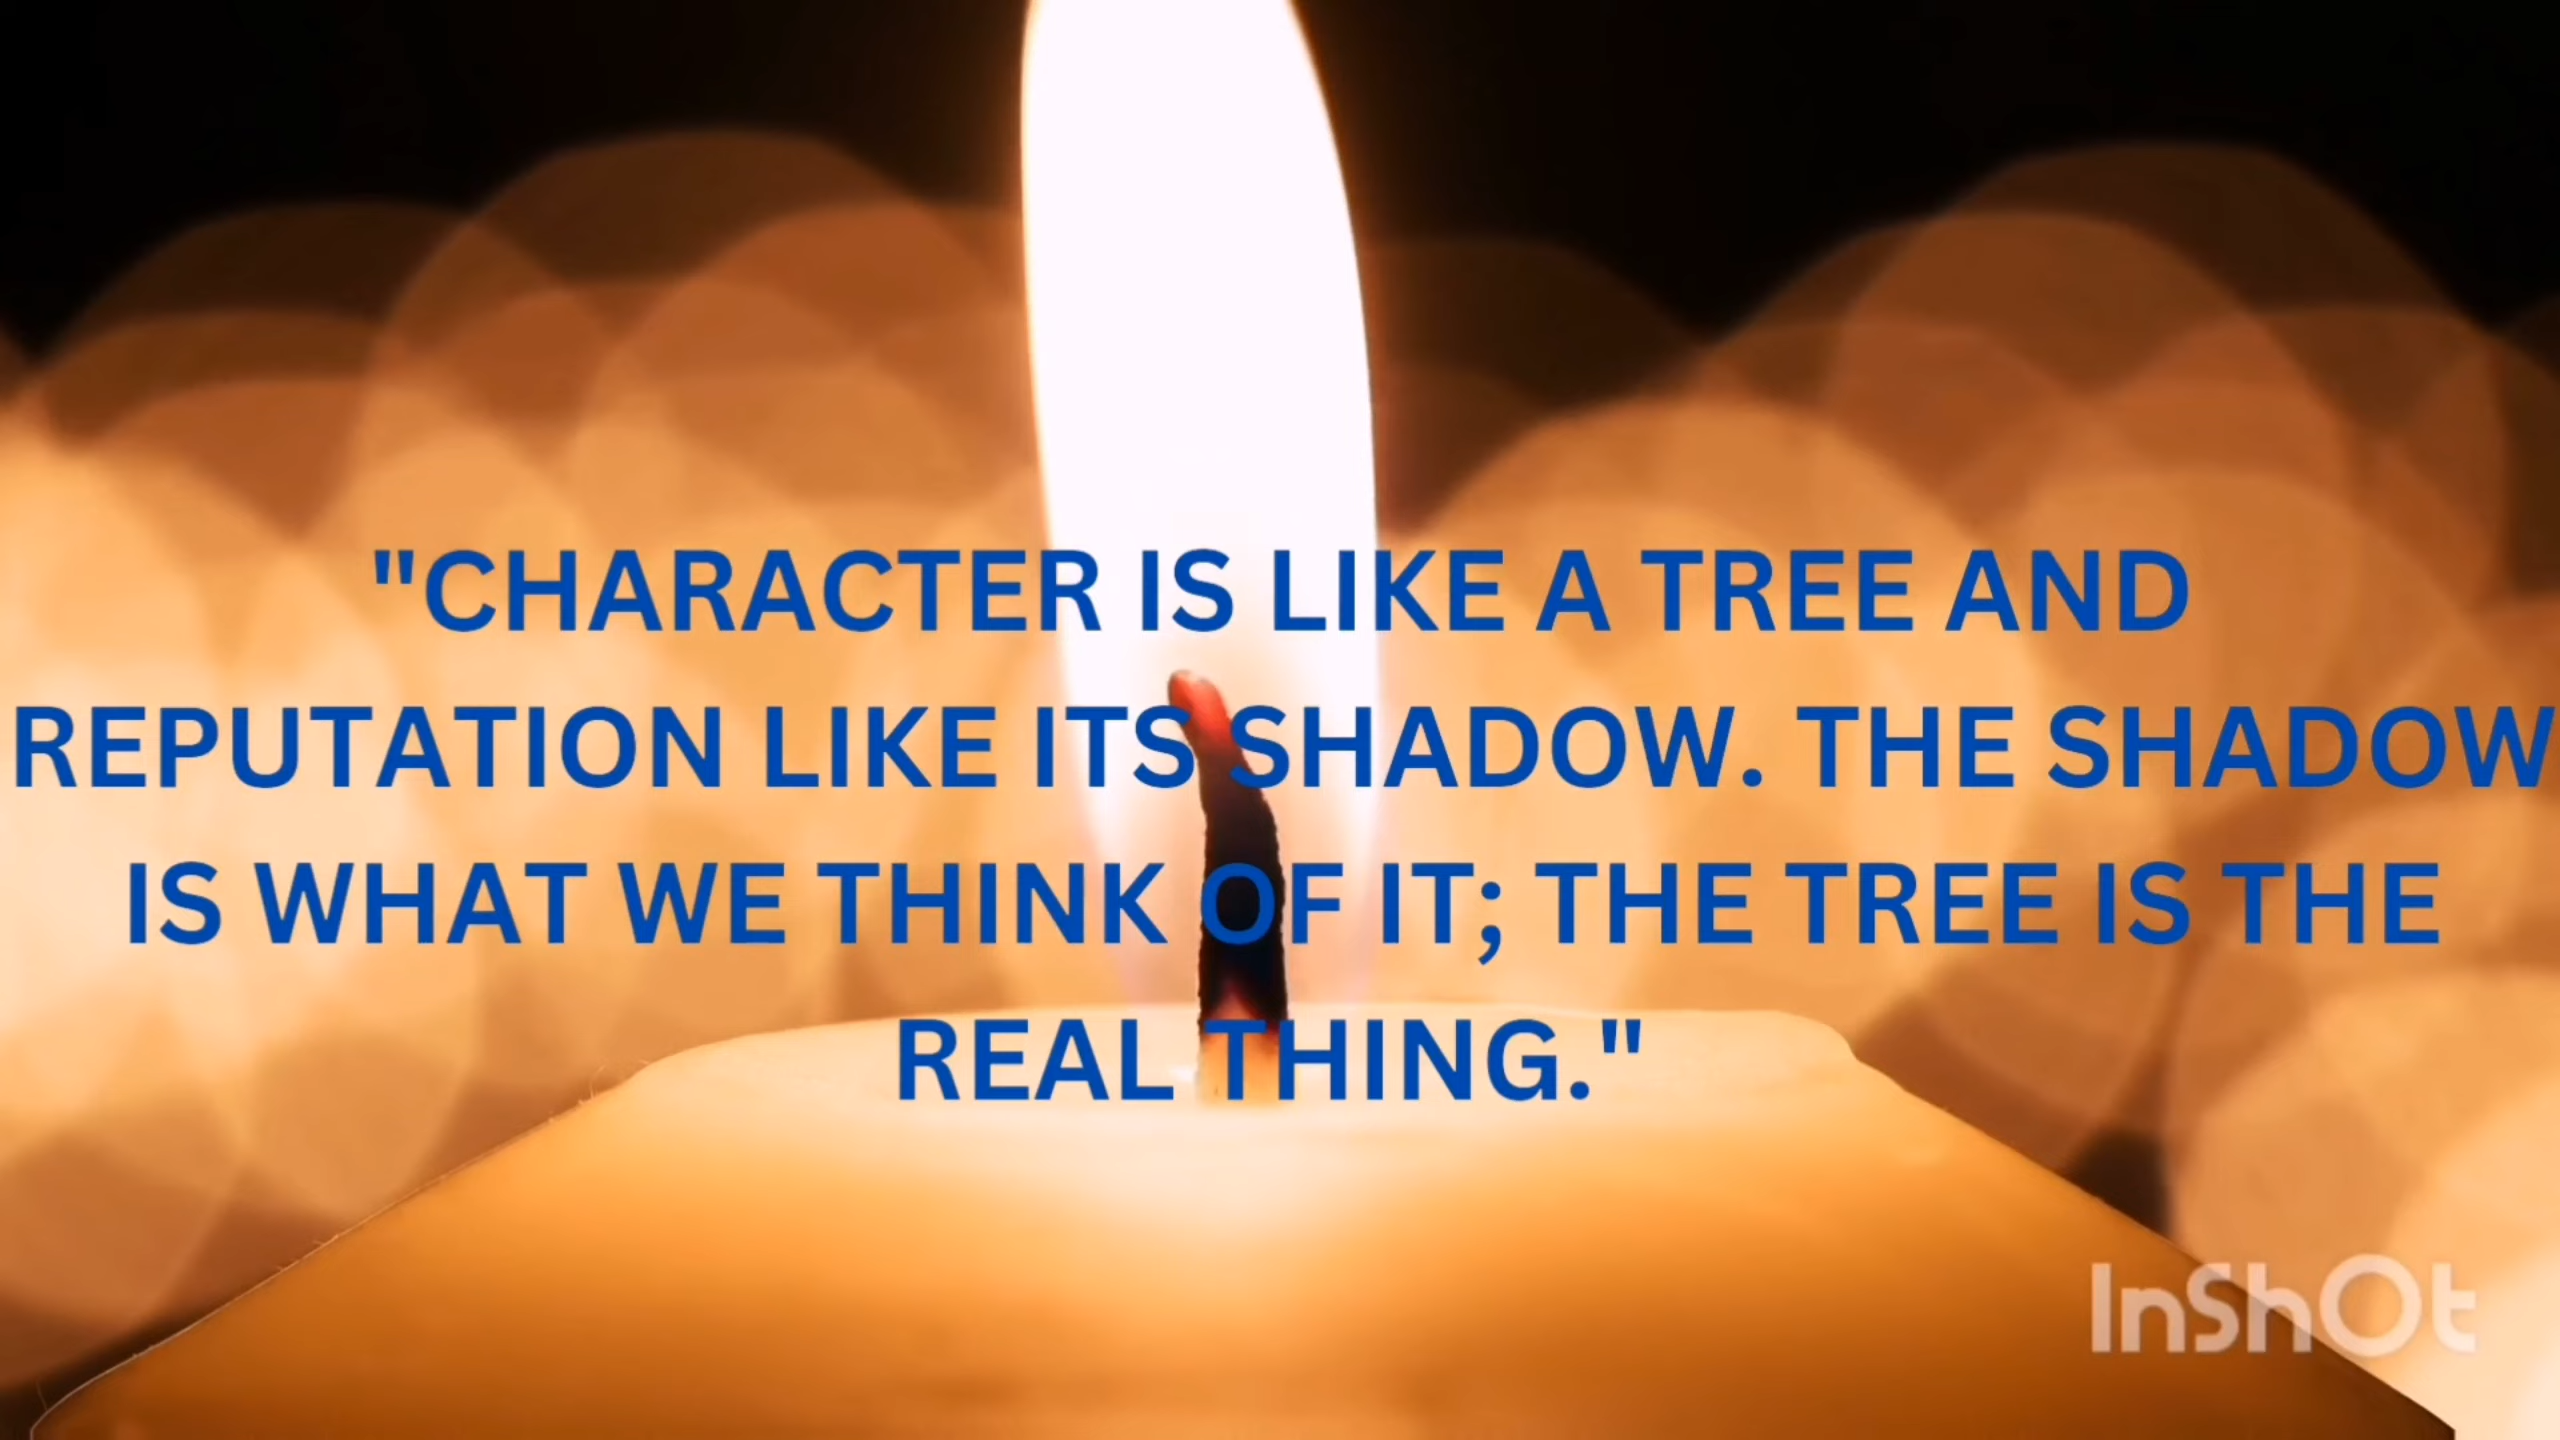 "CHARACTER IS LIKE A TREE AND
REPUTATION LIKE ITS SHADOW. THE SHADOW
IS WHAT WE THINK OF IT; THE TREE IS THE
REAL THING."
InShOt